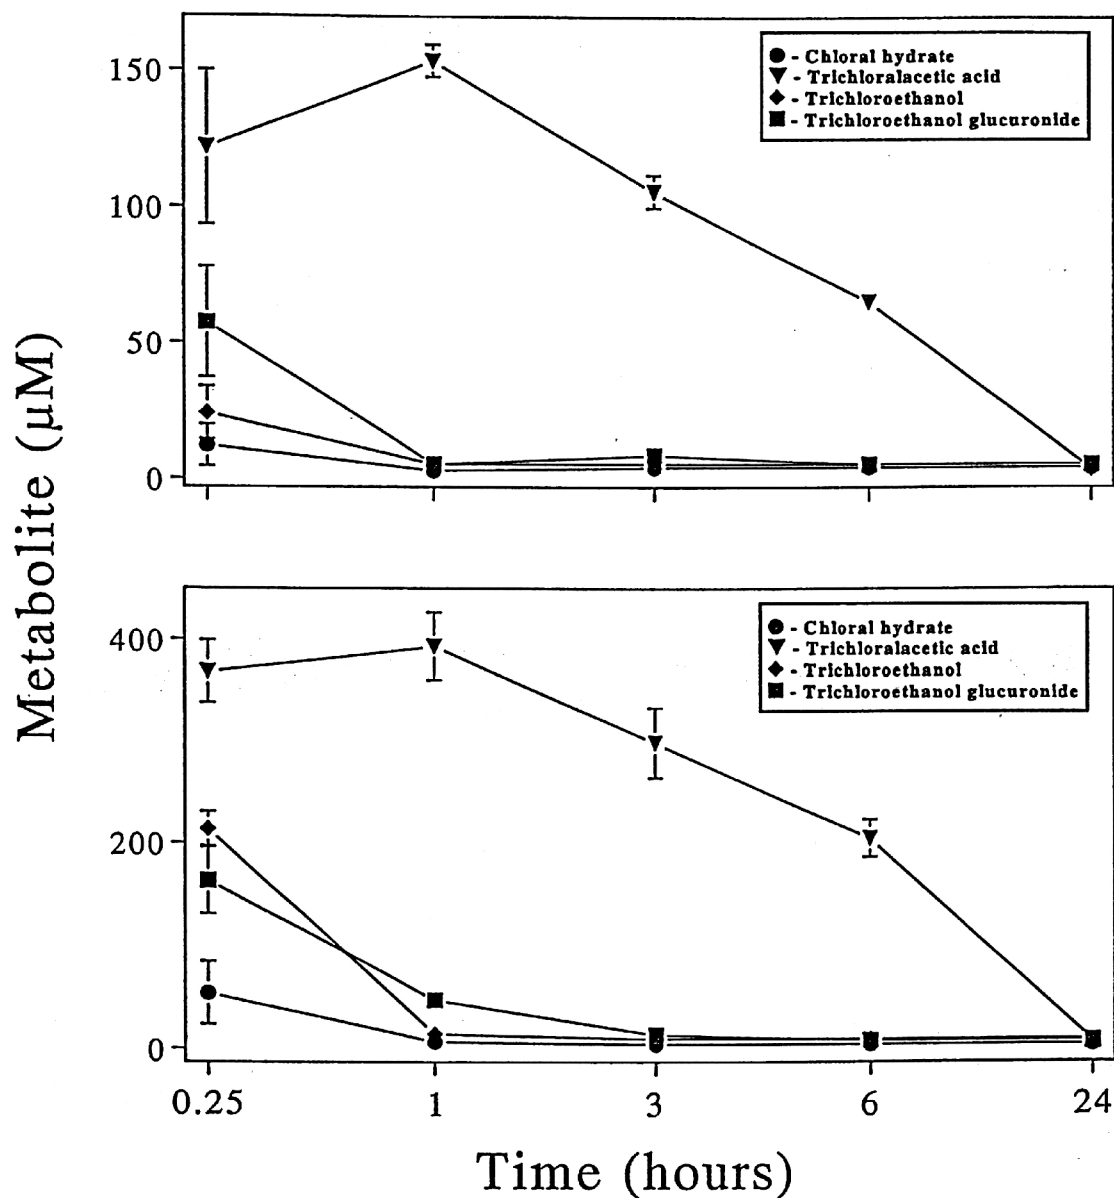 150
100
50
0
● - Chloral hydrate
▼ - Trichloralacetic acid
◆ - Trichloroethanol
■ - Trichloroethanol glucuronide
Metabolite (μM)
400
200
0
● - Chloral hydrate
▼ - Trichloralacetic acid
◆ - Trichloroethanol
■ - Trichloroethanol glucuronide
0.25 1 3 6 24
Time (hours)